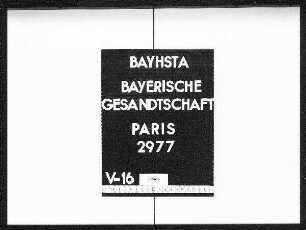 BAYHSTA
BAYERISCHE
GESANDTSCHAFT
PARIS
2977
V-16